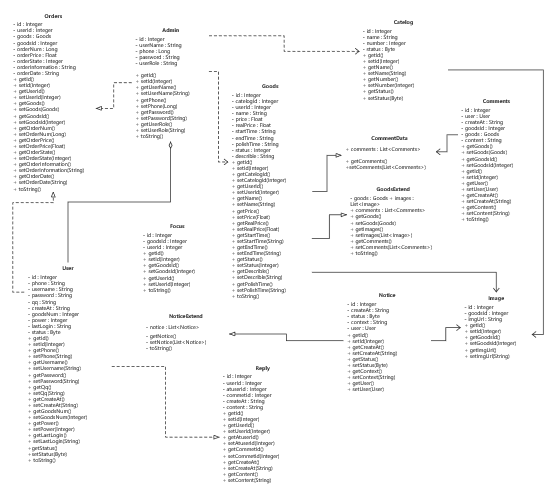 Orders
- id : Integer
- userId : Integer
- goods : Goods
- goodsId : Integer
- orderNum : Long
- orderPrice : Float
- orderState : Integer
- orderInformation : String
- orderDate : String
+ getId()
+ setId(Integer)
+ getUserId()
+ setUserId(Integer)
+ getGoods()
+ setGoods(Goods)
+ getGoodsId()
+ setGoodsId(Integer)
+ getOrderNum()
+ setOrderNum(Long)
+ getOrderPrice()
+ setOrderPrice(Float)
+ getOrderState()
+ setOrderState(Integer)
+ getOrderInformation()
+ setOrderInformation(String)
+ getOrderDate()
+ setOrderDate(String)
+ toString()
Admin
- id : Integer
- userName : String
- phone : Long
- password : String
- userRole : String
+ getId()
+ setId(Integer)
+ getUserName()
+ setUserName(String)
+ getPhone()
+ setPhone(Long)
+ getPassword()
+ setPassword(String)
+ getUserRole()
+ setUserRole(String)
+ toString()
Catelog
- id : Integer
- name : String
- number : Integer
- status : Byte
+ getId()
+ setId(Integer)
+ getName()
+ setName(String)
+ getNumber()
+ setNumber(Integer)
+ getStatus()
+ setStatus(Byte)
Goods
- id : Integer
- catelogId : Integer
- userId : Integer
- name : String
- price : Float
- realPrice : Float
- startTime : String
- endTime : String
- polishTime : String
- status : Integer
- describle : String
+ getId()
+ setId(Integer)
+ getCatelogId()
+ setCatelogId(Integer)
+ getUserId()
+ setUserId(Integer)
+ getName()
+ setName(String)
+ getPrice()
+ setPrice(Float)
+ getRealPrice()
+ setRealPrice(Float)
+ getStartTime()
+ setStartTime(String)
+ getEndTime()
+ setEndTime(String)
+ getStatus()
+ setStatus(Integer)
+ getDescrible()
+ setDescrible(String)
+ getPolishTime()
+ setPolishTime(String)
+ toString()
Comments
- id : Integer
- user : User
- createAt : String
- goodsId : Integer
- goods : Goods
- content : String
+ getGoods()
+ setGoods(Goods)
+ getGoodsId()
+ setGoodsId(Integer)
+ getId()
+ setId(Integer)
+ getUser()
+ setUser(User)
+ getCreateAt()
+ setCreateAt(String)
+ getContext()
+ setContext(String)
+ toString()
CommentData
+ comments : List<Comments>
+ getComments()
+setComments(List<Comments>)
GoodsExtend
- goods : Goods + images :
List<Image>
+ comments : List<Comments>
+ getGoods()
+ setGoods(Goods)
+ getImages()
+ setImages(List<Image>)
+ getComments()
+ setComments(List<Comments>)
+ toString()
Focus
- id : Integer
- goodsId : Integer
- userId : Integer
+ getId()
+ setId(Integer)
+ getGoodsId()
+ setGoodsId(Integer)
+ getUserId()
+ setUserId(Integer)
+ toString()
User
- id : Integer
- phone : String
- username : String
- password : String
- qq : String
- createAt : String
- goodsNum : Integer
- power : Integer
- lastLogin : String
- status : Byte
+ getId()
+ setId(Integer)
+ getPhone()
+ setPhone(String)
+ getUsername()
+ setUsername(String)
+ getPassword()
+ setPassword(String)
+ getQq()
+ setQq(String)
+ getCreateAt()
+ setCreateAt(String)
+ getGoodsNum()
+ setGoodsNum(Integer)
+ getPower()
+ setPower(Integer)
+ getLastLogin()
+ setLastLogin(String)
+ getStatus()
+ setStatus(Byte)
+ toString()
NoticeExtend
- notice : List<Notice>
+ getNotice()
+ setNotice(List<Notice>)
+ toString()
Notice
- id : Integer
- createAt : String
- status : Byte
- context : String
- user : User
+ getId()
+ setId(Integer)
+ getCreateAt()
+ setCreateAt(String)
+ getStatus()
+ setStatus(Byte)
+ getContext()
+ setContext(String)
+ getUser()
+ setUser(User)
Image
- id : Integer
- goodsId : Integer
- imgUrl : String
+ getId()
+ setId(Integer)
+ getGoodsId()
+ setGoodsId(Integer)
+ getImgUrl()
+ setImgUrl(String)
Reply
- id : Integer
- userId : Integer
- atuserId : Integer
- commetId : Integer
- createAt : String
- content : String
+ getId()
+ setId(Integer)
+ getUserId()
+ setUserId(Integer)
+ getAtuserId()
+ setAtuserId(Integer)
+ getCommetId()
+ setCommetId(Integer)
+ getCreateAt()
+ setCreateAt(String)
+ getContent()
+ setContent(String)